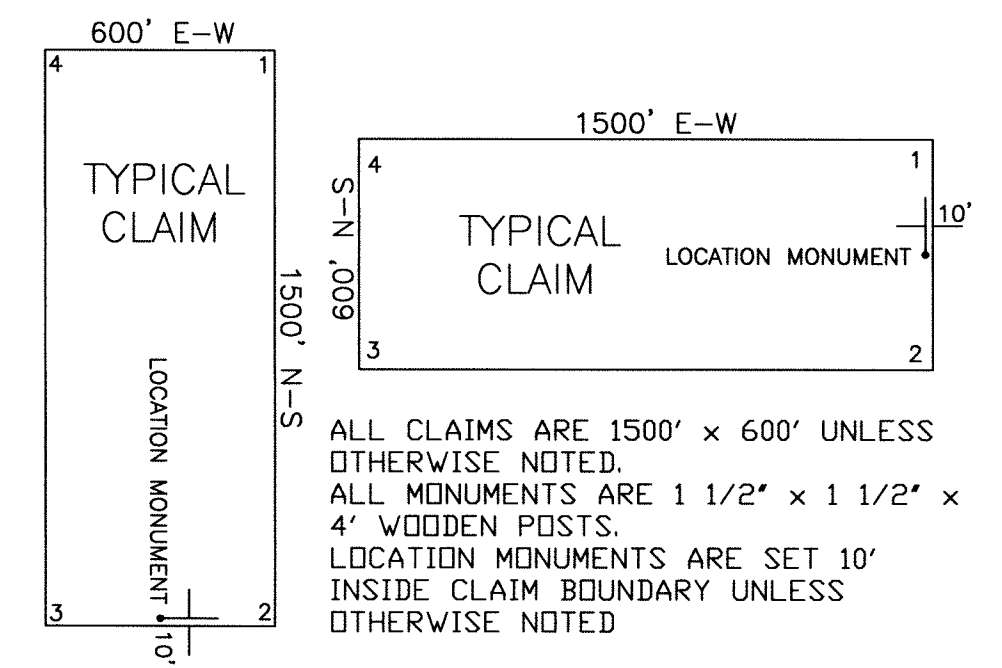 600' E-W
4
1
TYPICAL
CLAIM
1500' N-S
LOCATION MONUMENT
3
2
10'
1500' E-W
4
1
600' N-S
TYPICAL
CLAIM
10'
LOCATION MONUMENT
3
2
ALL CLAIMS ARE 1500' x 600' UNLESS
OTHERWISE NOTED.
ALL MONUMENTS ARE 1 1/2" x 1 1/2" x
4' WOODEN POSTS.
LOCATION MONUMENTS ARE SET 10'
INSIDE CLAIM BOUNDARY UNLESS
OTHERWISE NOTED